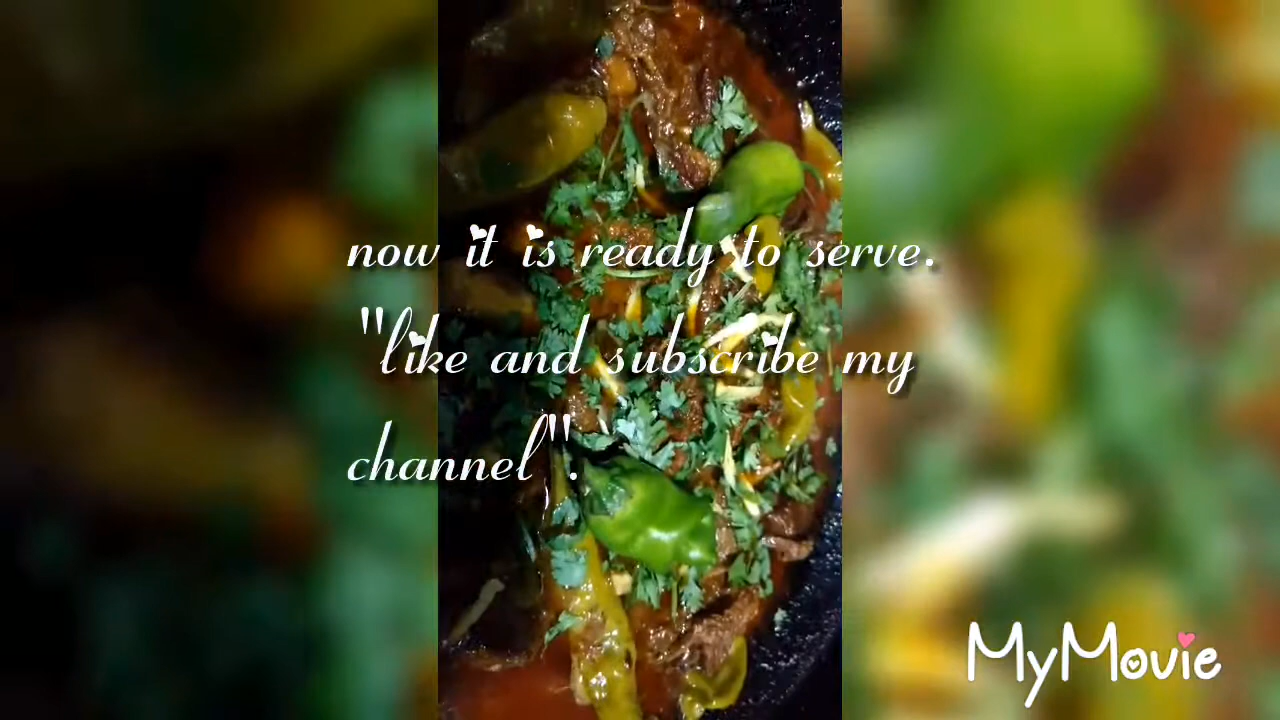 now it is ready to serve.
"like and subscribe my
channel".
MyMovie